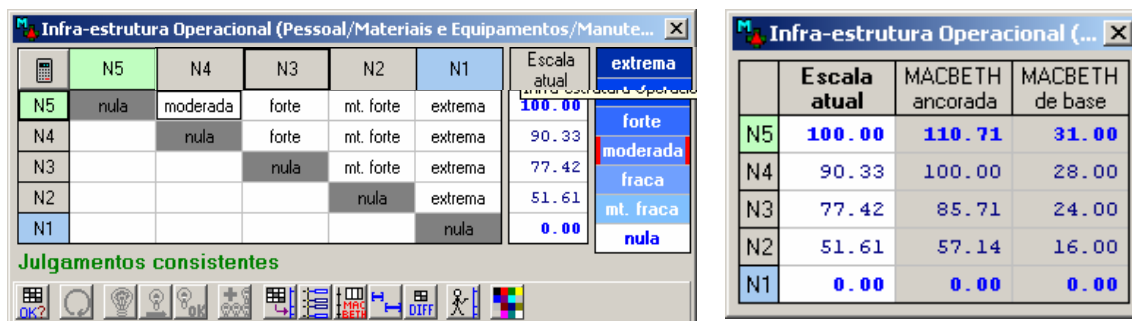 Infra-estrutura Operacional (Pessoal/Materiais e Equipamentos/Manute...
N5 N4 N3 N2 N1 Escala atual
N5 nula moderada forte mt. forte extrema 100.00
N4 nula forte mt. forte extrema 90.33
N3 nula mt. forte extrema 77.42
N2 nula extrema 51.61
N1 nula 0.00
extrema
forte
moderada
fraca
mt. fraca
nula
Julgamentos consistentes
OK? OK MAC BETH DIFF
Infra-estrutura Operacional (...
Escala atual MACBETH ancorada MACBETH de base
N5 100.00 110.71 31.00
N4 90.33 100.00 28.00
N3 77.42 85.71 24.00
N2 51.61 57.14 16.00
N1 0.00 0.00 0.00